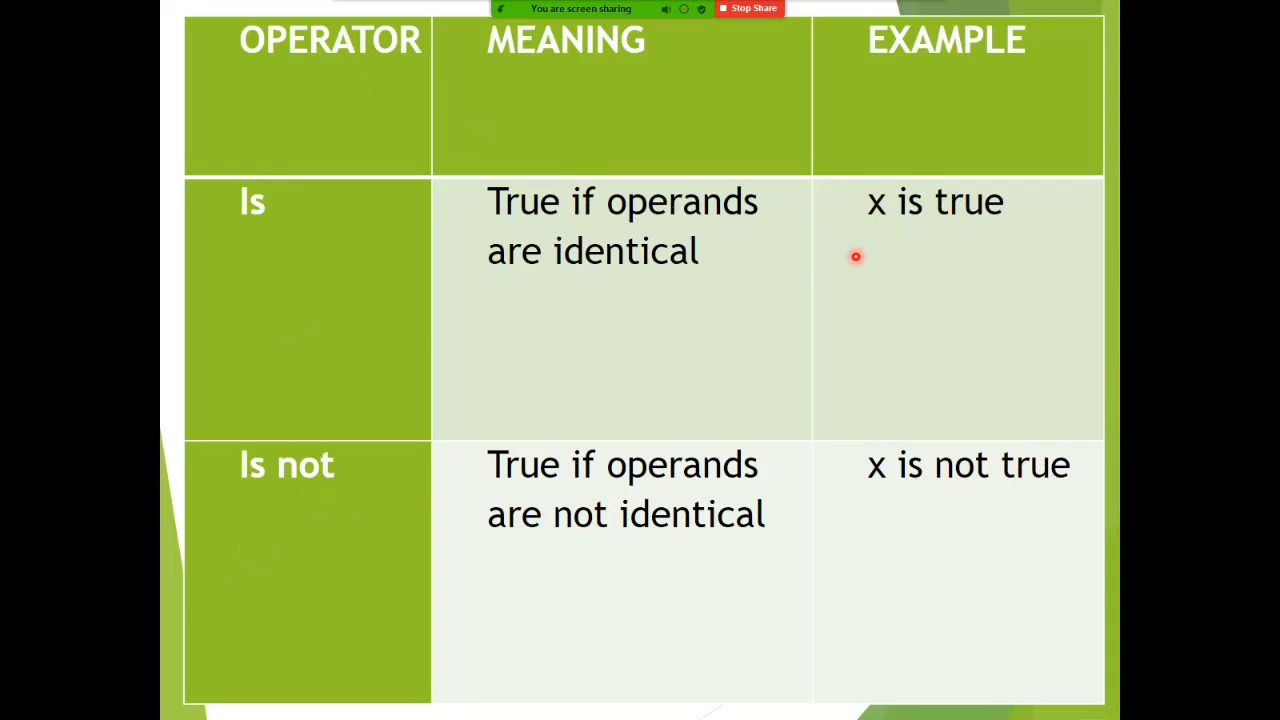 You are screen sharing
Stop Share
OPERATOR
MEANING
EXAMPLE
Is
True if operands
are identical
x is true
Is not
True if operands
are not identical
x is not true